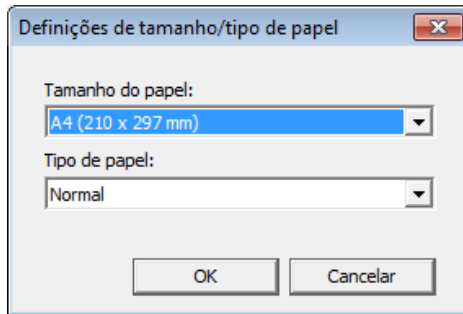 Definições de tamanho/tipo de papel
Tamanho do papel:
A4 (210 x 297 mm)
Tipo de papel:
Normal
OK Cancelar